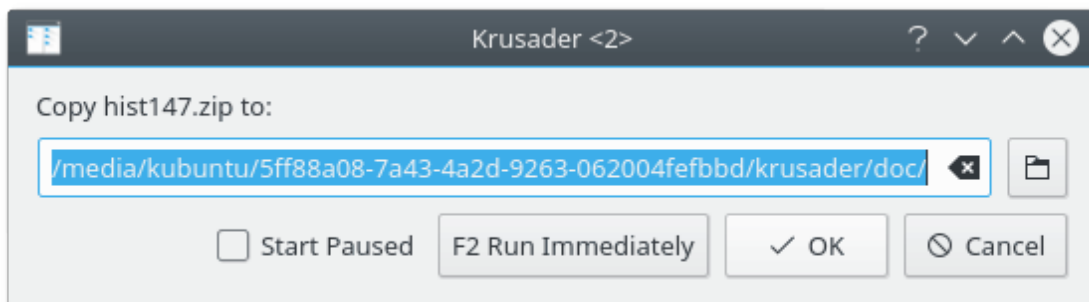 Krusader <2>
Copy hist147.zip to:
/media/kubuntu/5ff88a08-7a43-4a2d-9263-062004fefbbd/krusader/doc/
Start Paused F2 Run Immediately OK Cancel